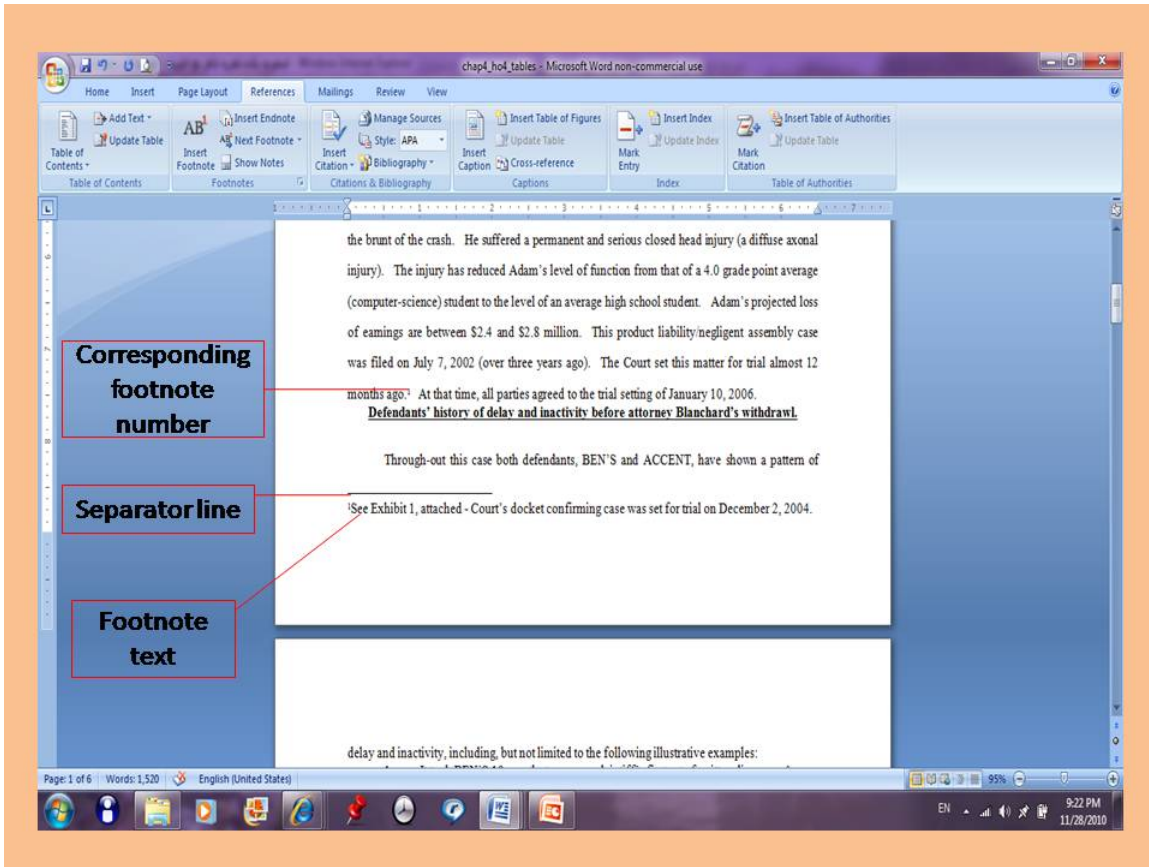 chap4_ho4_tables - Microsoft Word non-commercial use
Home Insert Page Layout References Mailings Review View
Table of Contents
Add Text
Update Table
Table of Contents
AB1
Insert Footnote
Insert Endnote
Next Footnote
Show Notes
Footnotes
Insert Citation
Manage Sources
Style: APA
Bibliography
Citations & Bibliography
Insert Caption
Insert Table of Figures
Update Table
Cross-reference
Captions
Mark Entry
Insert Index
Update Index
Index
Mark Citation
Insert Table of Authorities
Update Table
Table of Authorities
the brunt of the crash. He suffered a permanent and serious closed head injury (a diffuse axonal
injury). The injury has reduced Adam's level of function from that of a 4.0 grade point average
(computer-science) student to the level of an average high school student. Adam's projected loss
of earnings are between $2.4 and $2.8 million. This product liability/negligent assembly case
was filed on July 7, 2002 (over three years ago). The Court set this matter for trial almost 12
months ago.1 At that time, all parties agreed to the trial setting of January 10, 2006.
Defendants' history of delay and inactivity before attorney Blanchard's withdrawl.
Through-out this case both defendants, BEN'S and ACCENT, have shown a pattern of
1See Exhibit 1, attached - Court's docket confirming case was set for trial on December 2, 2004.
Corresponding
footnote
number
Separator line
Footnote
text
delay and inactivity, including, but not limited to the following illustrative examples:
Page: 1 of 6 Words: 1,520 English (United States) 95%
EN 9:22 PM
11/28/2010